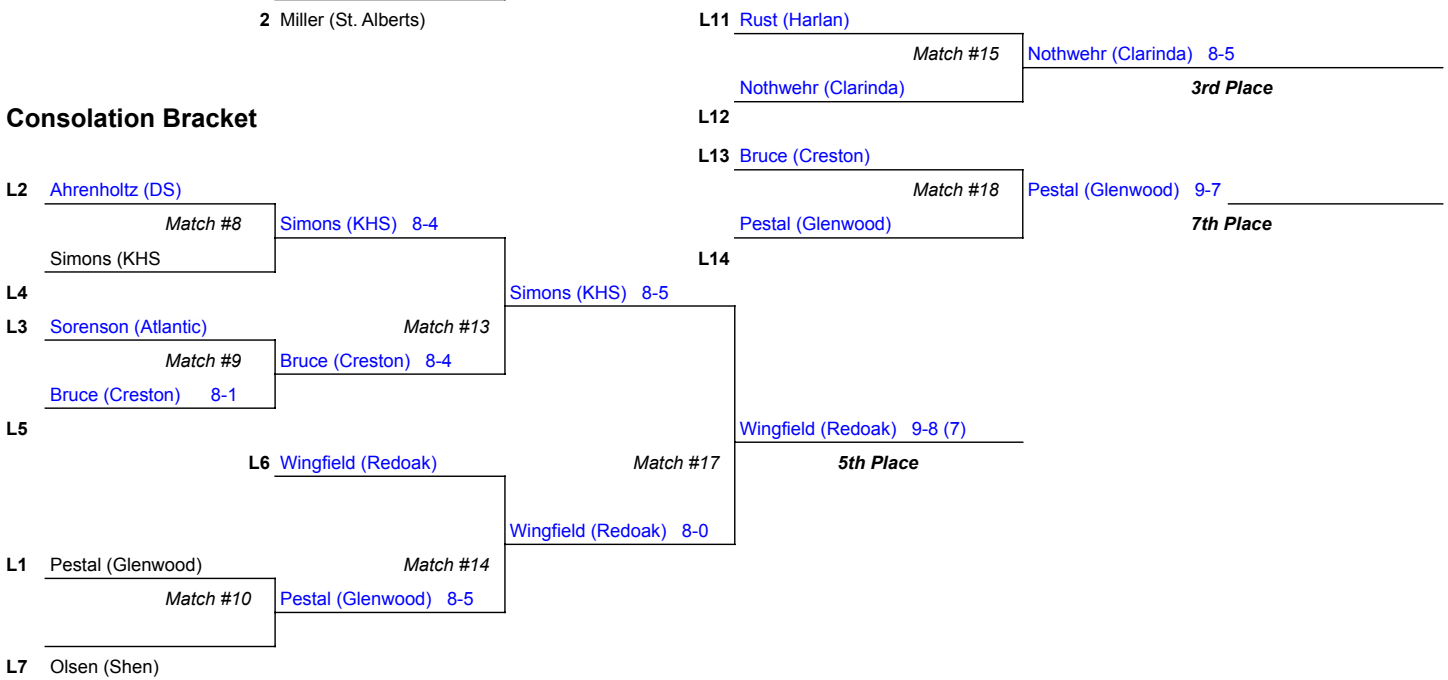 2 Miller (St. Alberts)
L11 Rust (Harlan)
Match #15
Nothwehr (Clarinda) 8-5
Nothwehr (Clarinda)
3rd Place
Consolation Bracket
L12
L13 Bruce (Creston)
L2 Ahrenholtz (DS)
Match #18
Pestal (Glenwood) 9-7
Match #8
Simons (KHS) 8-4
Pestal (Glenwood)
7th Place
Simons (KHS
L14
L4
Simons (KHS) 8-5
L3 Sorenson (Atlantic)
Match #13
Match #9
Bruce (Creston) 8-4
Bruce (Creston) 8-1
L5
Wingfield (Redoak) 9-8 (7)
L6 Wingfield (Redoak)
Match #17
5th Place
Wingfield (Redoak) 8-0
L1 Pestal (Glenwood)
Match #14
Match #10
Pestal (Glenwood) 8-5
L7 Olsen (Shen)